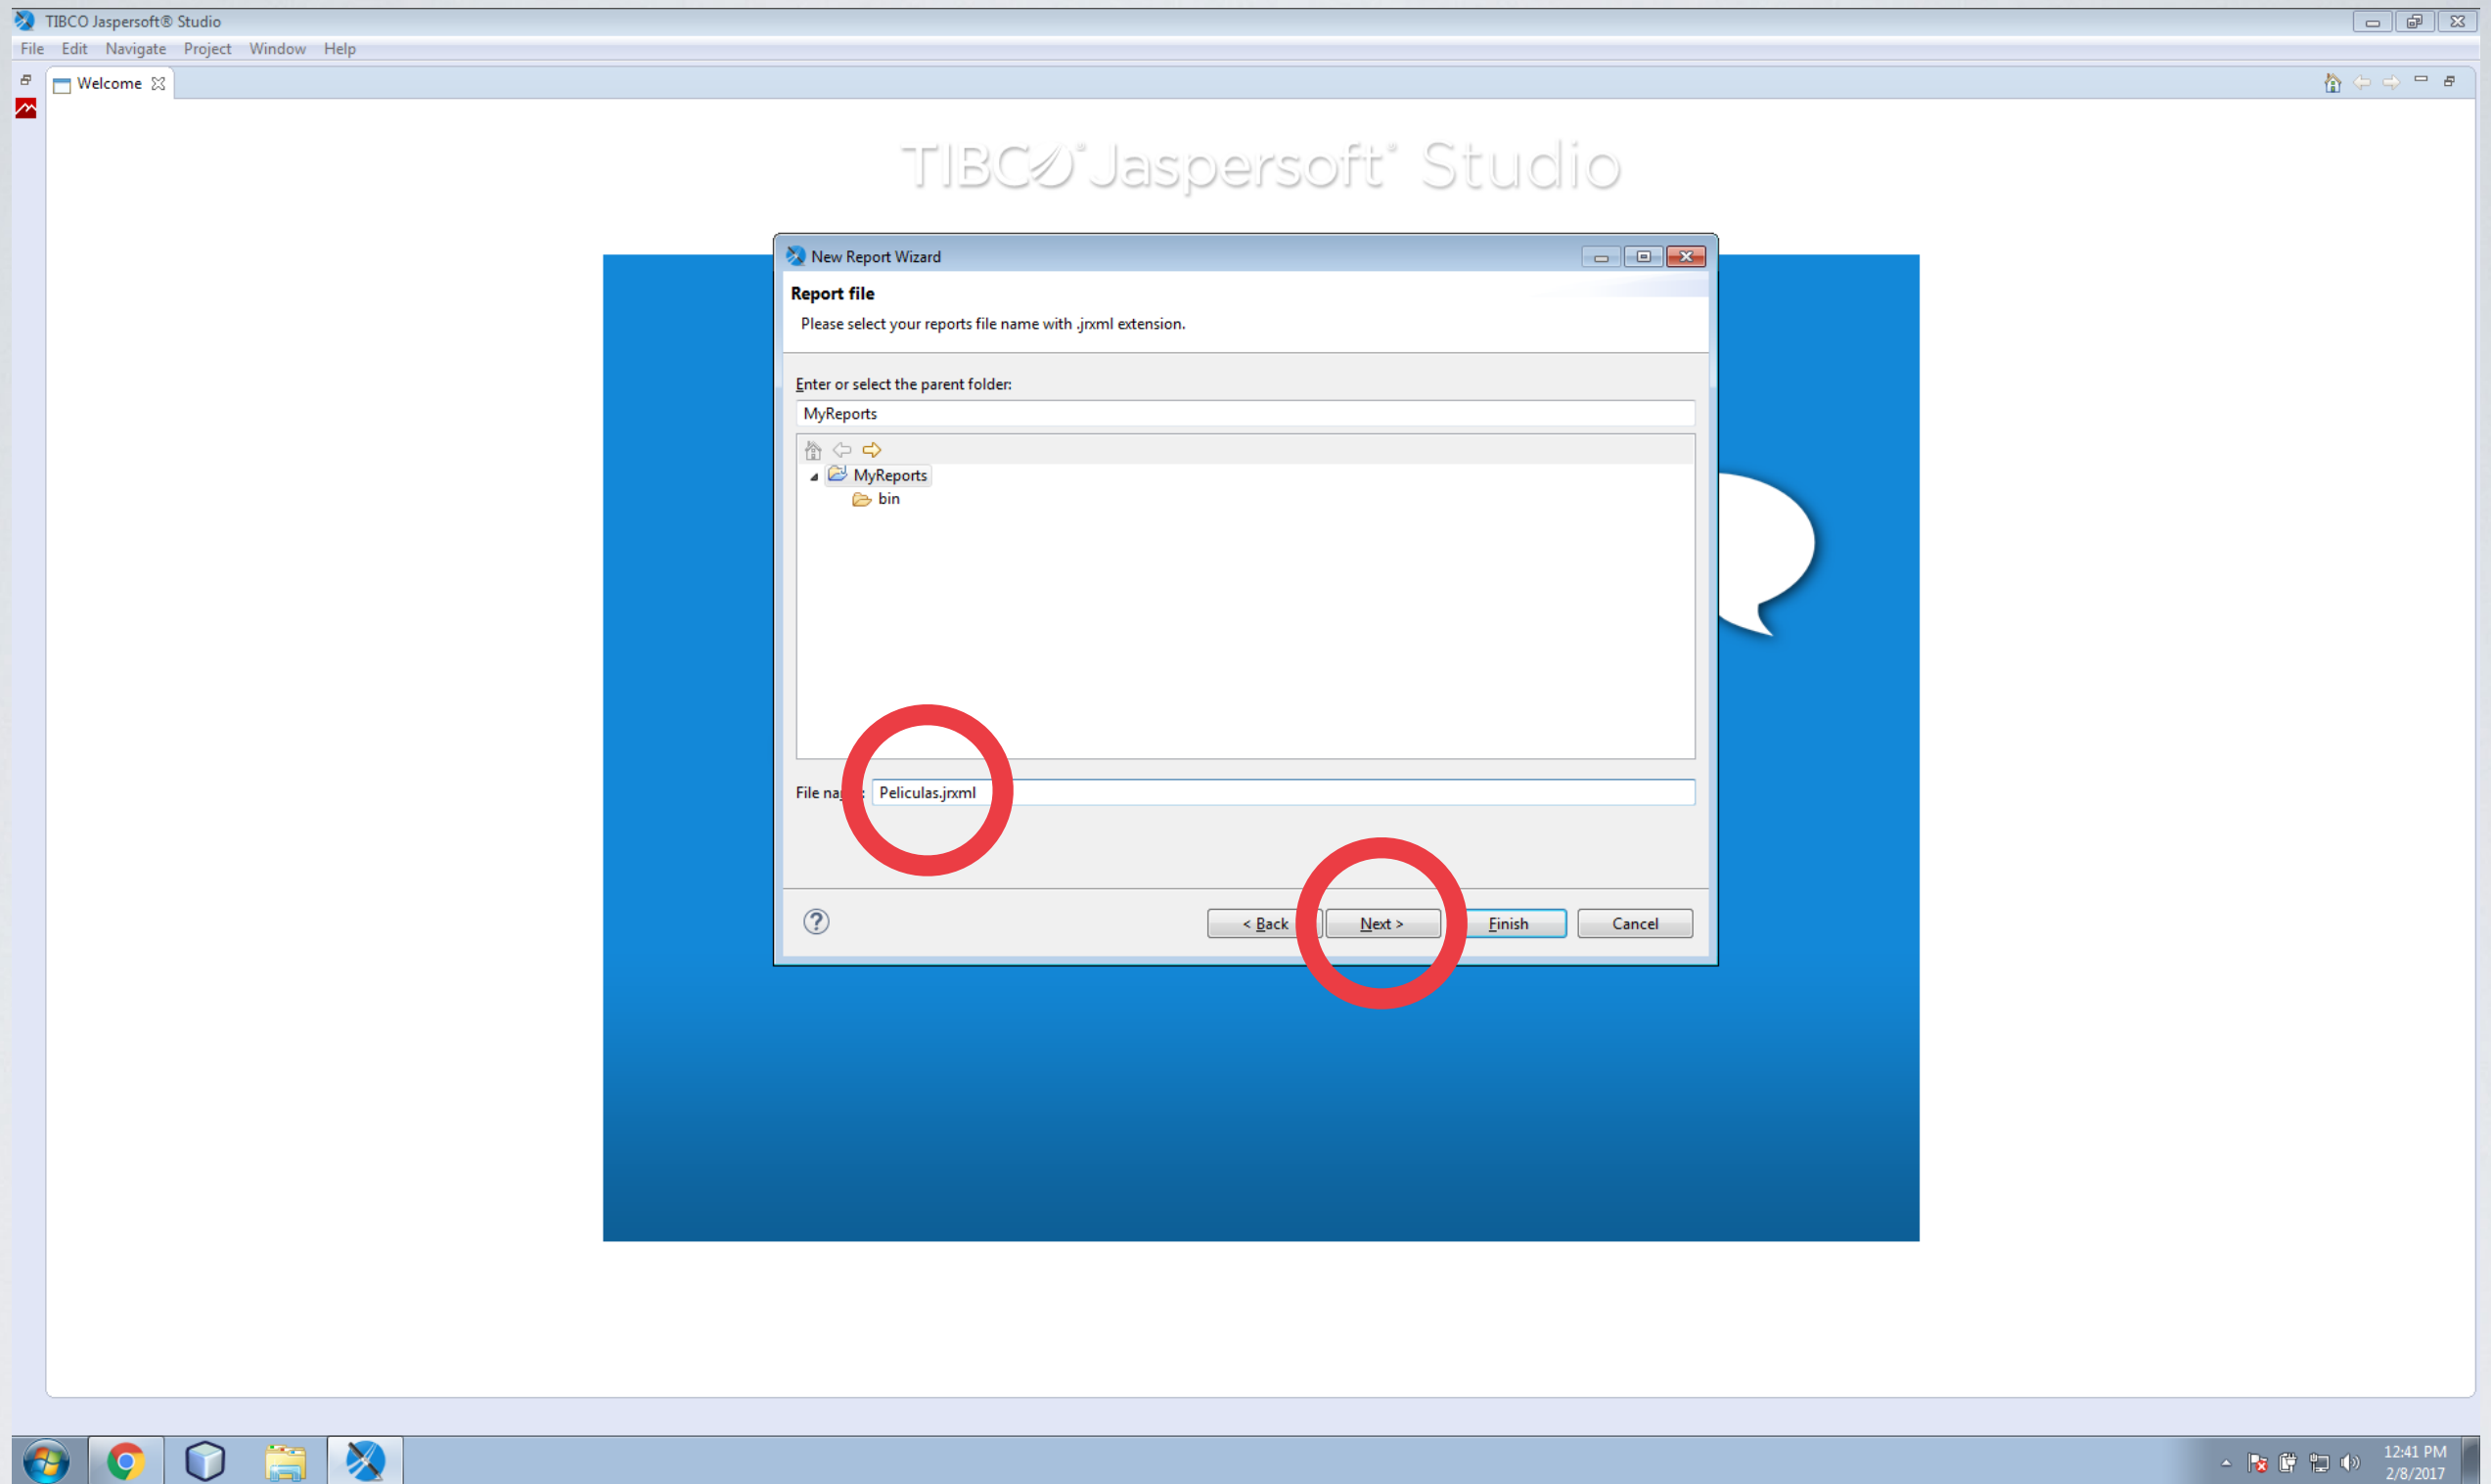 TIBCO Jaspersoft® Studio
File Edit Navigate Project Window Help
Welcome
TIBCO® Jaspersoft® Studio
New Report Wizard
Report file
Please select your reports file name with .jrxml extension.
Enter or select the parent folder:
MyReports
MyReports
bin
File na : Peliculas.jrxml
< Back Next > Finish Cancel
12:41 PM
2/8/2017